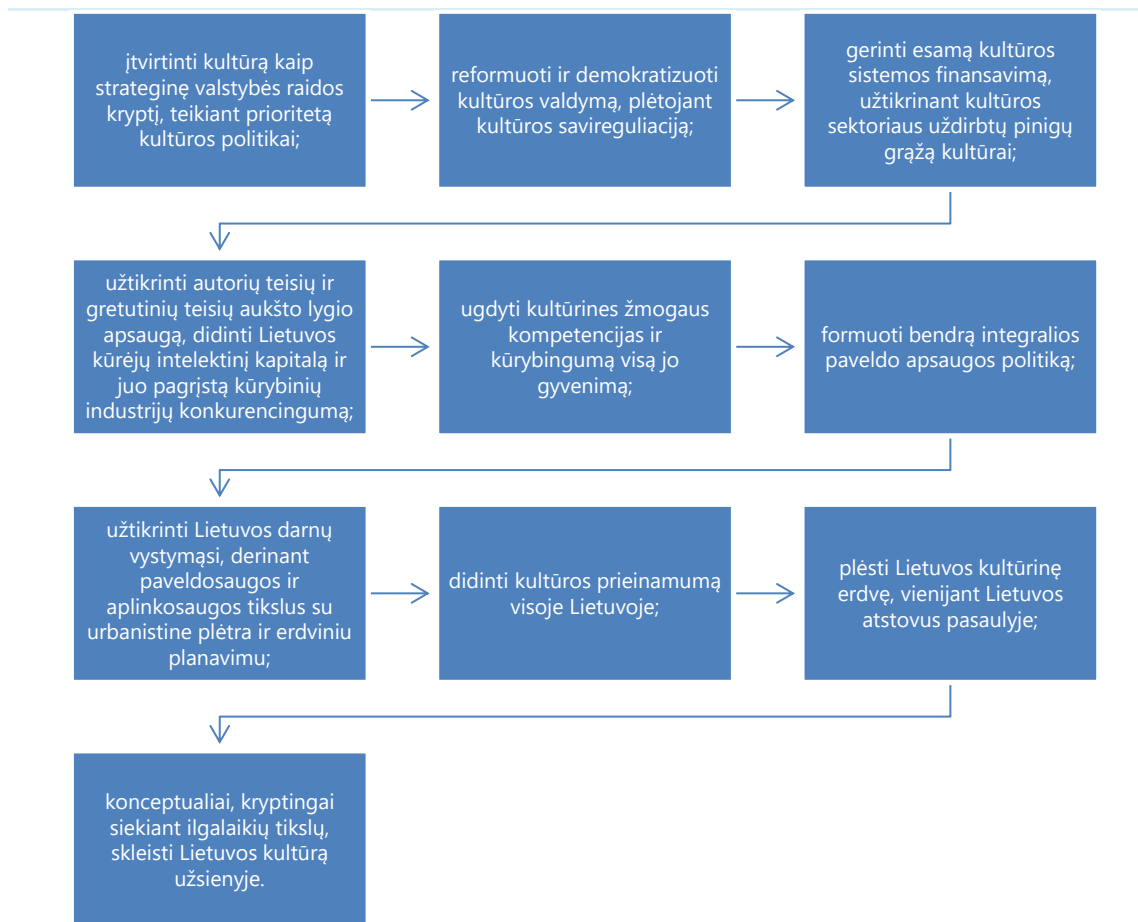 įtvirtinti kultūrą kaip
strateginę valstybės raidos
kryptį, teikiant prioritetą
kultūros politikai;
reformuoti ir demokratizuoti
kultūros valdymą, plėtojant
kultūros savireguliaciją;
gerinti esamą kultūros
sistemos finansavimą,
užtikrinant kultūros
sektoriaus uždirbtų pinigų
grąžą kultūrai;
užtikrinti autorių teisių ir
gretutinių teisių aukšto lygio
apsaugą, didinti Lietuvos
kūrėjų intelektinį kapitalą ir
juo pagrįstą kūrybinių
industrijų konkurencingumą;
ugdyti kultūrines žmogaus
kompetencijas ir
kūrybingumą visą jo
gyvenimą;
formuoti bendrą integralios
paveldo apsaugos politiką;
užtikrinti Lietuvos darnų
vystymąsi, derinant
paveldosaugos ir
aplinkosaugos tikslus su
urbanistine plėtra ir erdviniu
planavimu;
didinti kultūros prieinamumą
visoje Lietuvoje;
plėsti Lietuvos kultūrinę
erdvę, vienijant Lietuvos
atstovus pasaulyje;
konceptualiai, kryptingai
siekiant ilgalaikių tikslų,
skleisti Lietuvos kultūrą
užsienyje.